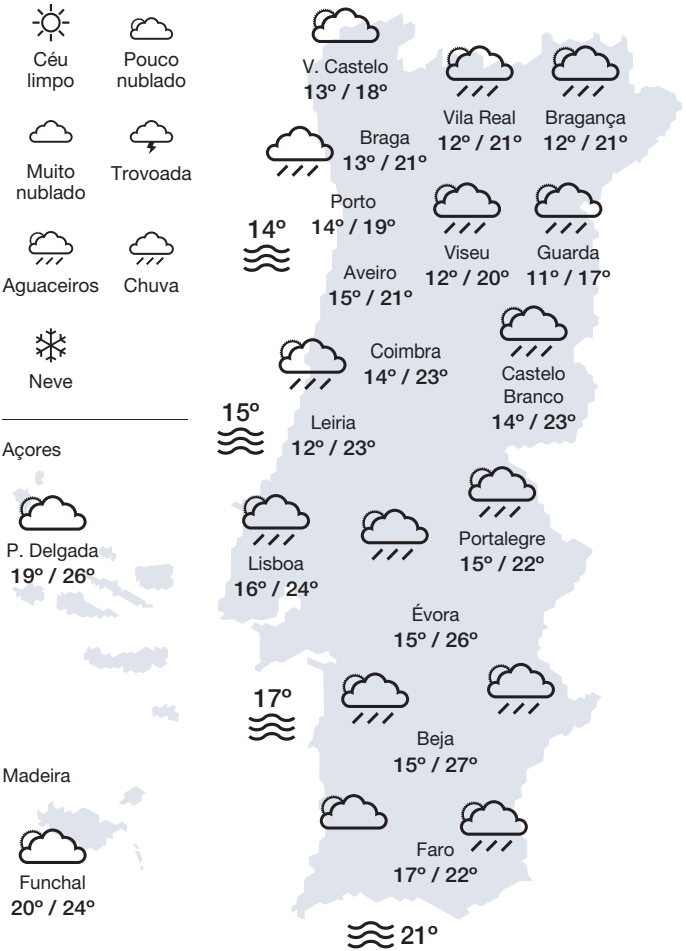 Céu
limpo
Pouco
nublado
Muito
nublado
Trovoada
Aguaceiros
Chuva
Neve
Açores
P. Delgada
19º / 26º
Madeira
Funchal
20º / 24º
V. Castelo
13º / 18º
Vila Real
12º / 21º
Bragança
12º / 21º
Braga
13º / 21º
Porto
14º / 19º
14º
Viseu
12º / 20º
Guarda
11º / 17º
Aveiro
15º / 21º
Coimbra
14º / 23º
Castelo
Branco
14º / 23º
15º
Leiria
12º / 23º
Lisboa
16º / 24º
Portalegre
15º / 22º
Évora
15º / 26º
17º
Beja
15º / 27º
Faro
17º / 22º
21º